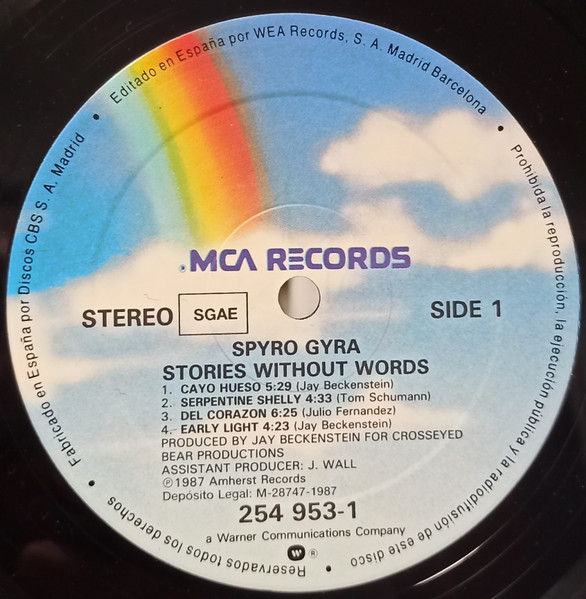 Editado en España por WEA Records, S. A. Madrid Barcelona
Prohibida la reproducción, la ejecución pública y la radiodifusión de este disco
Reservados todos los derechos
Fabricado en España por Discos CBS S. A. Madrid
MCA RECORDS
STEREO SGAE SIDE 1
SPYRO GYRA
STORIES WITHOUT WORDS
1. CAYO HUESO 5:29 (Jay Beckenstein)
2. SERPENTINE SHELLY 4:33 (Tom Schumann)
3. DEL CORAZON 6:25 (Julio Fernandez)
4. EARLY LIGHT 4:23 (Jay Beckenstein)
PRODUCED BY JAY BECKENSTEIN FOR CROSSEYED
BEAR PRODUCTIONS
ASSISTANT PRODUCER: J. WALL
℗1987 Amherst Records
Depósito Legal: M-28747-1987
254 953-1
a Warner Communications Company
W ®